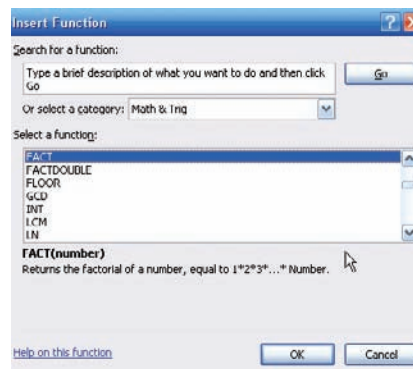 Insert Function
Search for a function:
Type a brief description of what you want to do and then click
Go
Go
Or select a category: Math & Trig
Select a function:
FACT
FACTDOUBLE
FLOOR
GCD
INT
LCM
LN
FACT(number)
Returns the factorial of a number, equal to 1*2*3*...* Number.
Help on this function
OK
Cancel